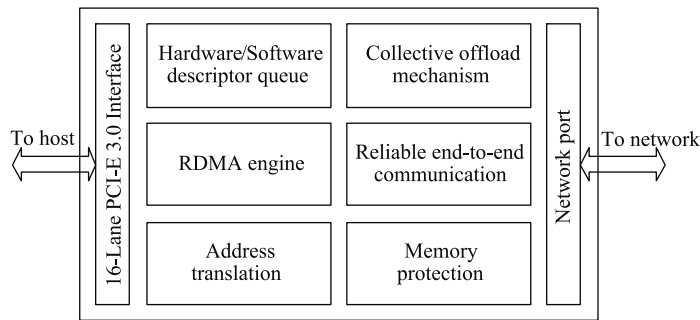 Hardware/Software
descriptor queue
Collective offload
mechanism
To host
16-Lane PCI-E 3.0 Interface
RDMA engine
Reliable end-to-end
communication
Network port
To network
Address
translation
Memory
protection